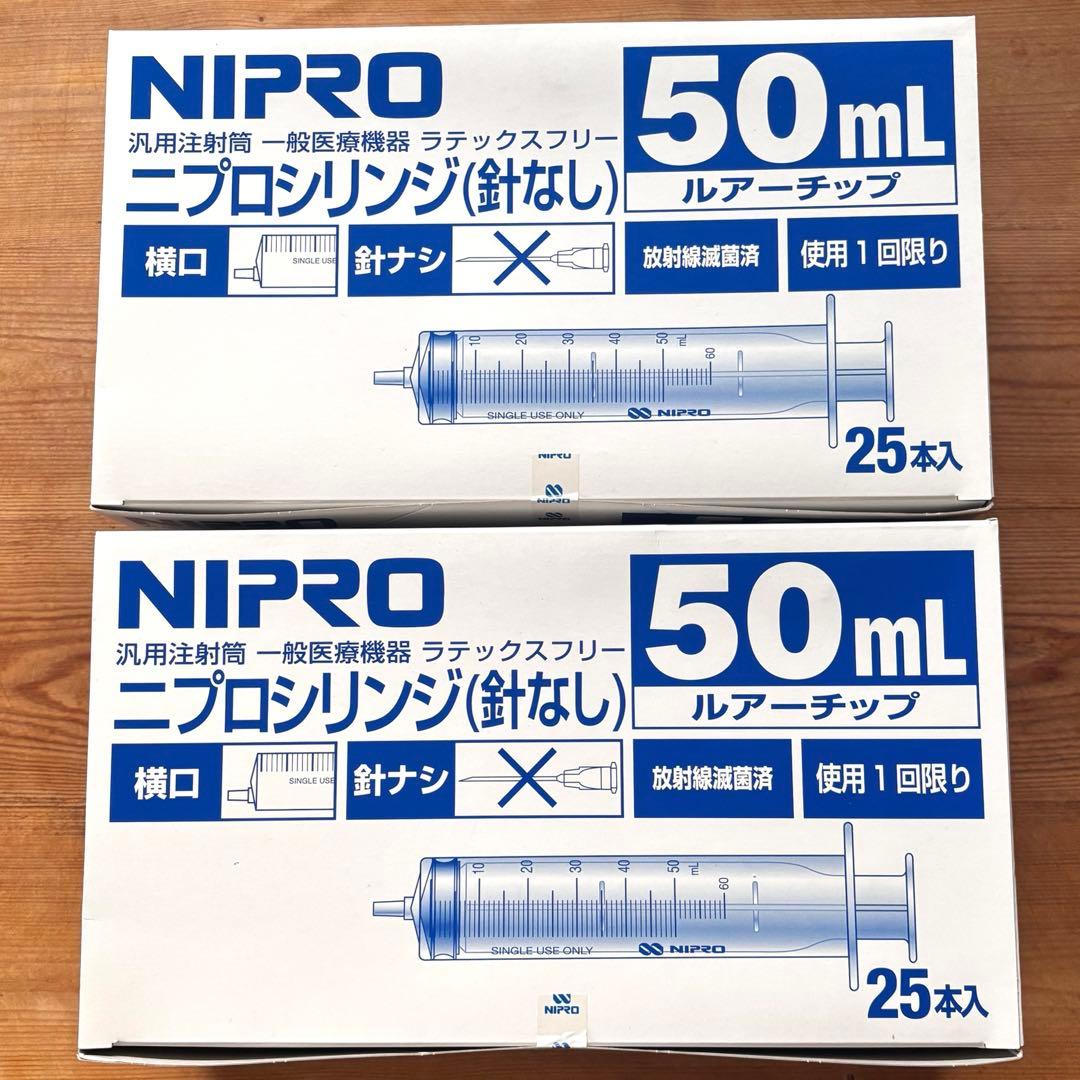 NIPRO
汎用注射筒 一般医療機器 ラテックスフリー
ニプロシリンジ(針なし)
50mL
ルアーチップ
横口
SINGLE USE
針ナシ
放射線滅菌済
使用1回限り
10 20 30 40 50 mL 60
SINGLE USE ONLY NIPRO
25本入
NIPRO
NIPRO
NIPRO
NIPRO
汎用注射筒 一般医療機器 ラテックスフリー
ニプロシリンジ(針なし)
50mL
ルアーチップ
横口
SINGLE USE
針ナシ
放射線滅菌済
使用1回限り
10 20 30 40 50 mL 60
SINGLE USE ONLY NIPRO
25本入
NIPRO